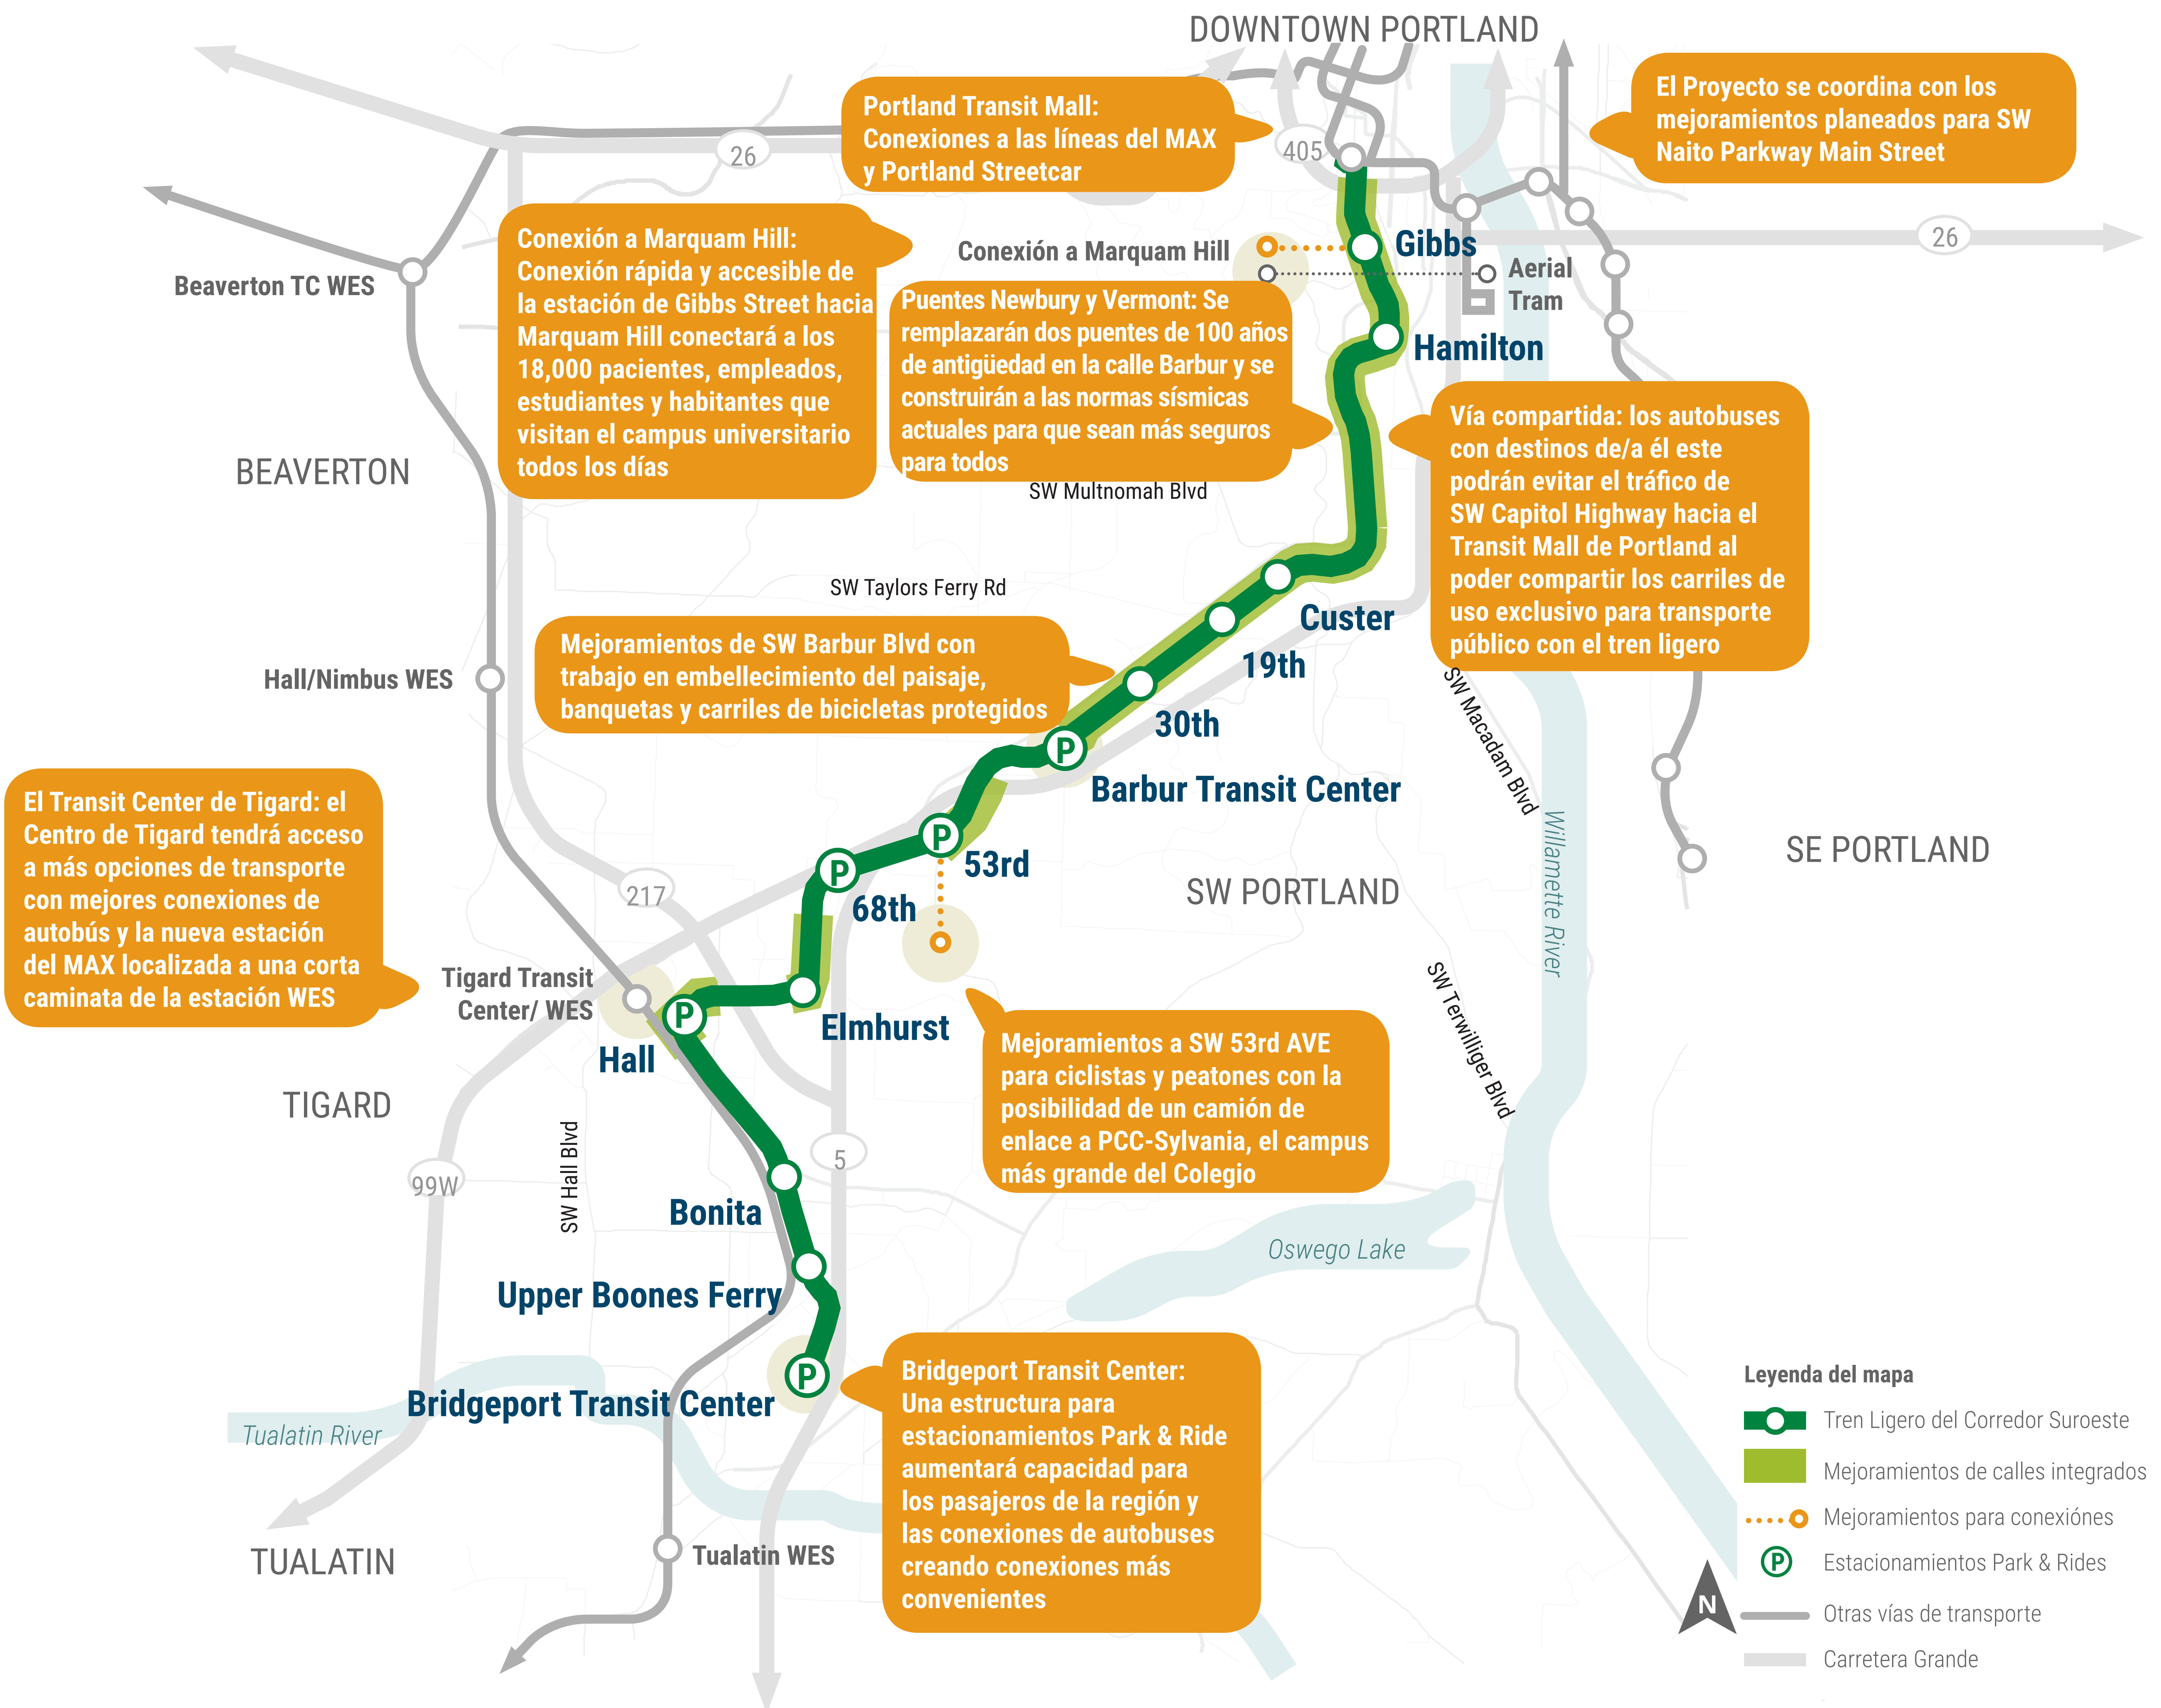 DOWNTOWN PORTLAND
Portland Transit Mall:
Conexiones a las líneas del MAX
y Portland Streetcar
El Proyecto se coordina con los
mejoramientos planeados para SW
Naito Parkway Main Street
26
405
26
Conexión a Marquam Hill:
Conexión rápida y accesible de
la estación de Gibbs Street hacia
Marquam Hill conectará a los
18,000 pacientes, empleados,
estudiantes y habitantes que
visitan el campus universitario
todos los días
Conexión a Marquam Hill
Gibbs
Aerial
Tram
Beaverton TC WES
Puentes Newbury y Vermont: Se
remplazarán dos puentes de 100 años
de antigüedad en la calle Barbur y se
construirán a las normas sísmicas
actuales para que sean más seguros
para todos
Hamilton
Vía compartida: los autobuses
con destinos de/a él este
podrán evitar el tráfico de
SW Capitol Highway hacia el
Transit Mall de Portland al
poder compartir los carriles de
uso exclusivo para transporte
público con el tren ligero
BEAVERTON
SW Multnomah Blvd
SW Taylors Ferry Rd
Custer
19th
30th
Mejoramientos de SW Barbur Blvd con
trabajo en embellecimiento del paisaje,
banquetas y carriles de bicicletas protegidos
Hall/Nimbus WES
SW Macadam Blvd
Barbur Transit Center
El Transit Center de Tigard: el
Centro de Tigard tendrá acceso
a más opciones de transporte
con mejores conexiones de
autobús y la nueva estación
del MAX localizada a una corta
caminata de la estación WES
53rd
68th
217
SW PORTLAND
SE PORTLAND
Willamette River
Tigard Transit
Center/ WES
Elmhurst
Hall
SW Terwilliger Blvd
Mejoramientos a SW 53rd AVE
para ciclistas y peatones con la
posibilidad de un camión de
enlace a PCC-Sylvania, el campus
más grande del Colegio
TIGARD
SW Hall Blvd
5
99W
Bonita
Oswego Lake
Upper Boones Ferry
Bridgeport Transit Center
Tualatin River
Bridgeport Transit Center:
Una estructura para
estacionamientos Park & Ride
aumentará capacidad para
los pasajeros de la región y
las conexiones de autobuses
creando conexiones más
convenientes
TUALATIN
Tualatin WES
P
P
P
P
P
Leyenda del mapa
Tren Ligero del Corredor Suroeste
Mejoramientos de calles integrados
Mejoramientos para conexiónes
P
Estacionamientos Park & Rides
Otras vías de transporte
Carretera Grande
N